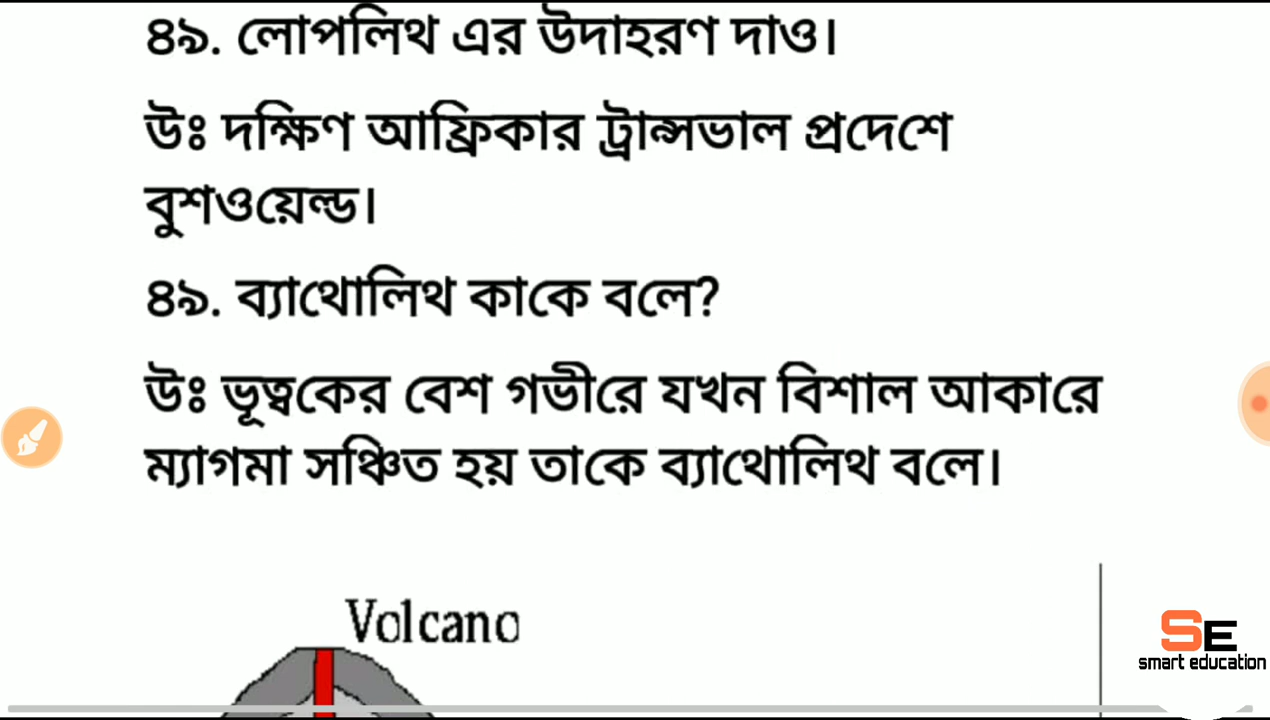 ৪৯. লোপলিথ এর উদাহরণ দাও।
উঃ দক্ষিণ আফ্রিকার ট্রান্সভাল প্রদেশে
বুশওয়েল্ড।
৪৯. ব্যাথোলিথ কাকে বলে?
উঃ ভূত্বকের বেশ গভীরে যখন বিশাল আকারে
ম্যাগমা সঞ্চিত হয় তাকে ব্যাথোলিথ বলে।
Volcano
SE
smart education